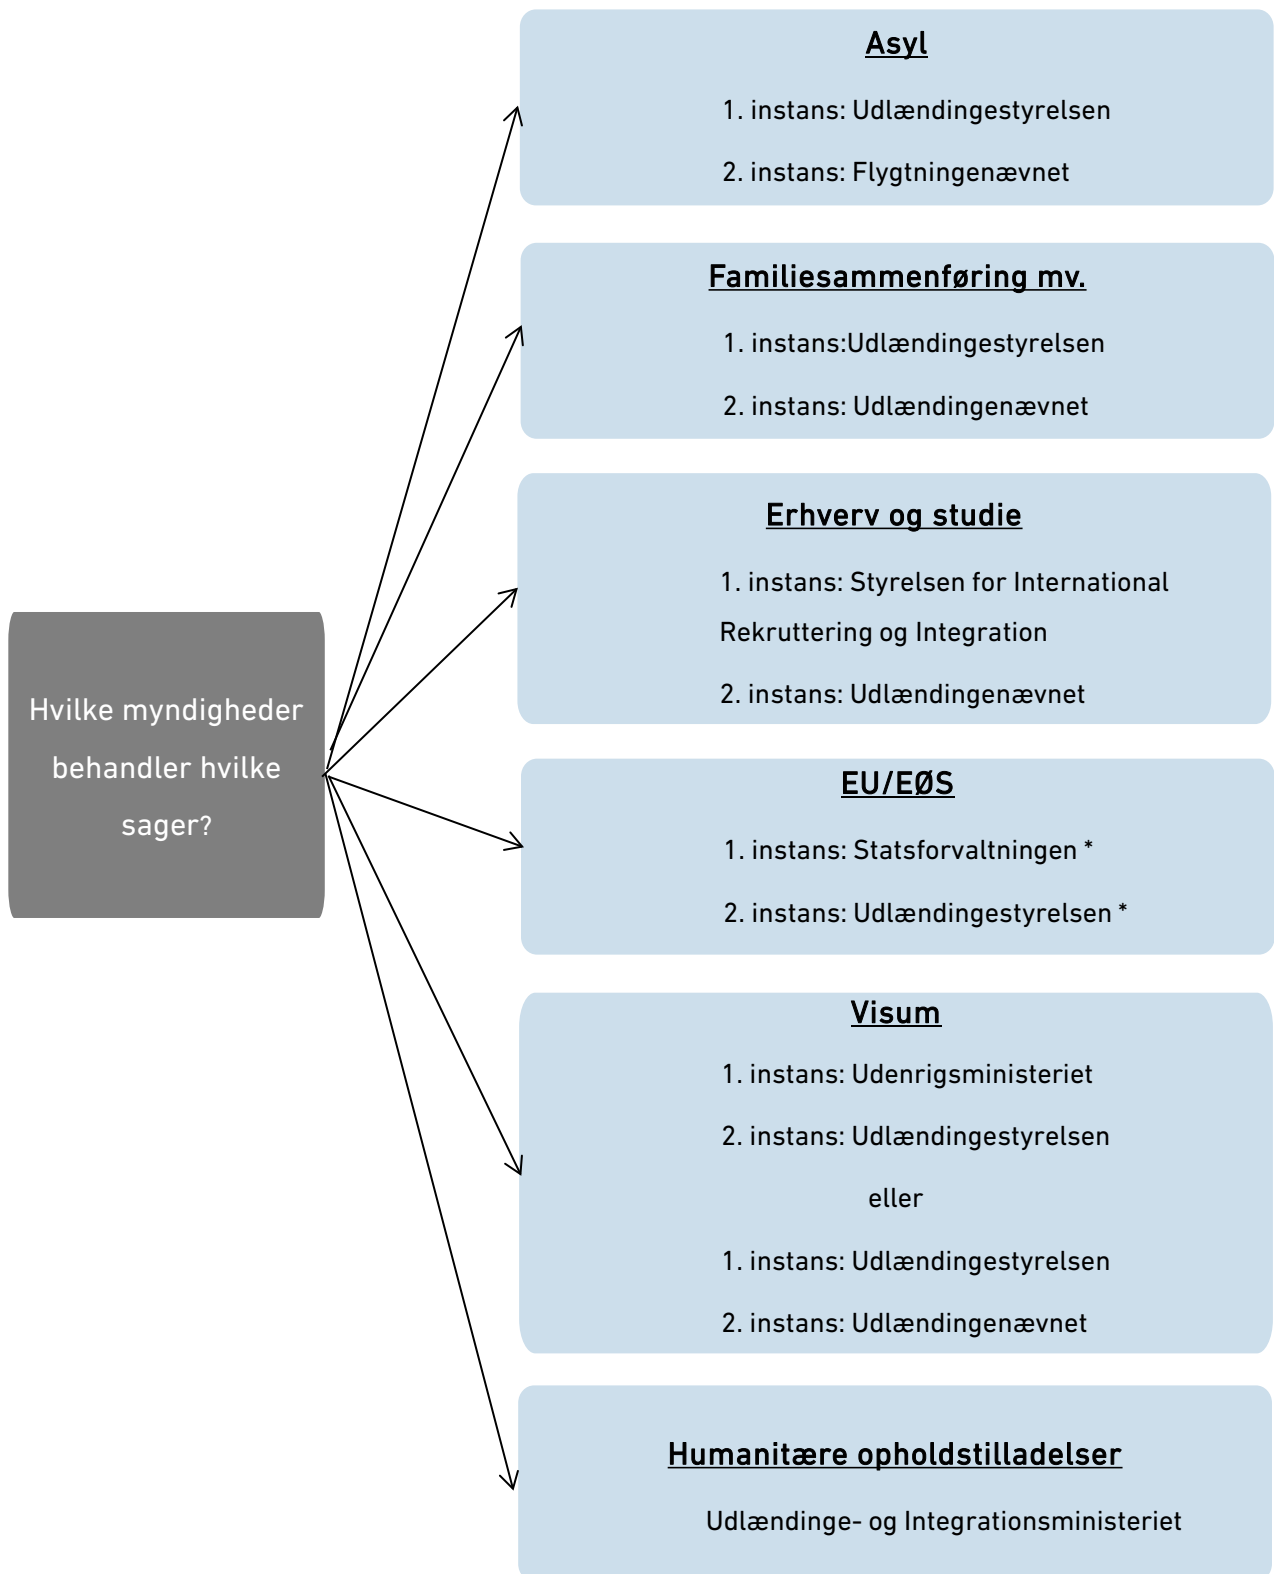 Asyl
1. instans: Udlændingestyrelsen
2. instans: Flygtningenævnet
Familiesammenføring mv.
1. instans:Udlændingestyrelsen
2. instans: Udlændingenævnet
Erhverv og studie
1. instans: Styrelsen for International
Rekruttering og Integration
2. instans: Udlændingenævnet
Hvilke myndigheder
behandler hvilke
sager?
EU/EØS
1. instans: Statsforvaltningen *
2. instans: Udlændingestyrelsen *
Visum
1. instans: Udenrigsministeriet
2. instans: Udlændingestyrelsen
eller
1. instans: Udlændingestyrelsen
2. instans: Udlændingenævnet
Humanitære opholdstilladelser
Udlændinge- og Integrationsministeriet